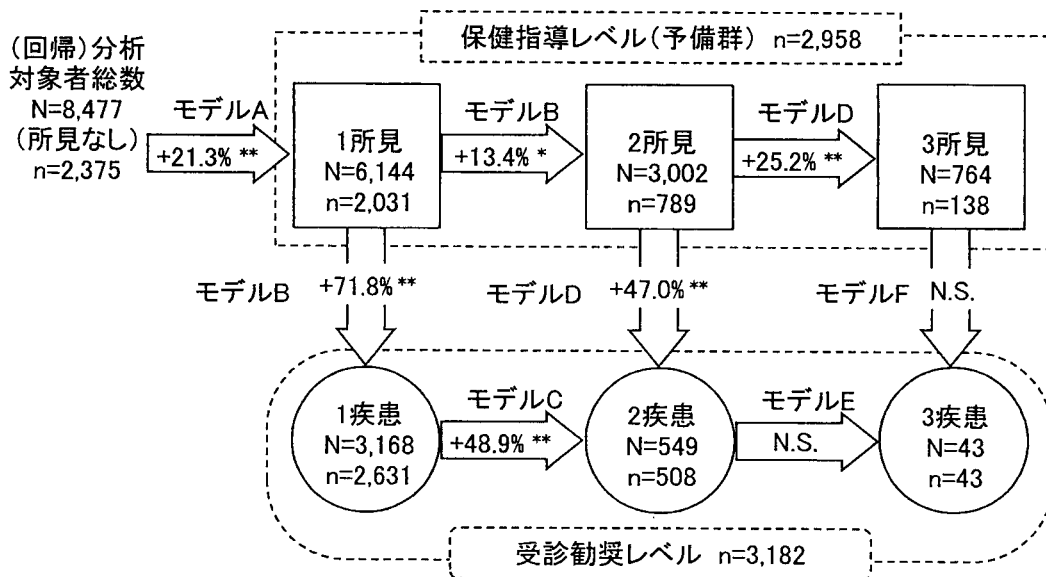 保健指導レベル(予備群) n=2,958
(回帰)分析
対象者総数
N=8,477
(所見なし)
n=2,375
モデルA
+21.3% **
1所見
N=6,144
n=2,031
モデルB
+13.4% *
2所見
N=3,002
n=789
モデルD
+25.2% **
3所見
N=764
n=138
モデルB
+71.8% **
モデルD
+47.0% **
モデルF
N.S.
1疾患
N=3,168
n=2,631
モデルC
+48.9% **
2疾患
N=549
n=508
モデルE
N.S.
3疾患
N=43
n=43
受診勧奨レベル n=3,182